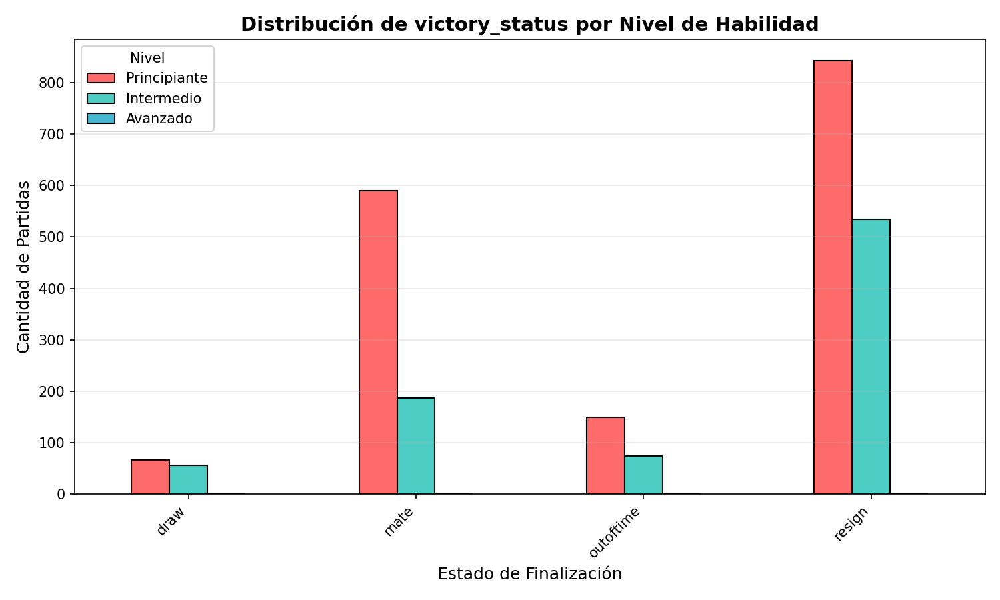 Distribución de victory_status por Nivel de Habilidad
Nivel
Principiante
Intermedio
Avanzado
Cantidad de Partidas
800
700
600
500
400
300
200
100
0
draw
mate
outoftime
resign
Estado de Finalización